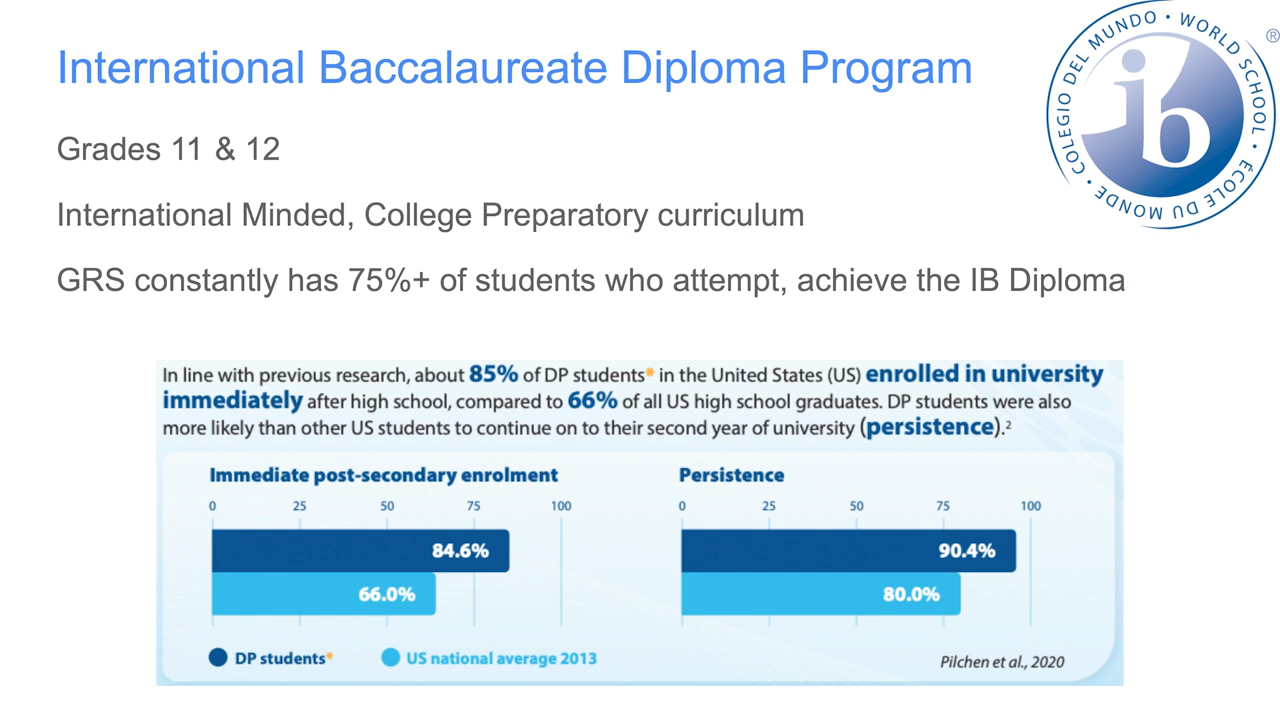 International Baccalaureate Diploma Program
COLEGIO DEL MUNDO • WORLD SCHOOL • ÉCOLE DU MONDE •
ib
®
Grades 11 & 12
International Minded, College Preparatory curriculum
GRS constantly has 75%+ of students who attempt, achieve the IB Diploma
In line with previous research, about 85% of DP students* in the United States (US) enrolled in university
immediately after high school, compared to 66% of all US high school graduates. DP students were also
more likely than other US students to continue on to their second year of university (persistence).²
Immediate post-secondary enrolment
0 25 50 75 100
84.6%
66.0%
Persistence
0 25 50 75 100
90.4%
80.0%
DP students*
US national average 2013
Pilchen et al., 2020